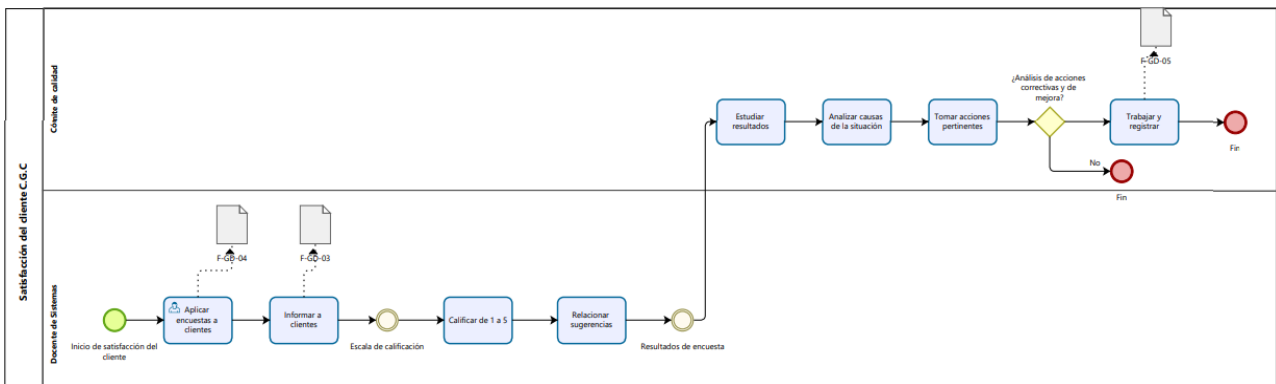 Satisfacción del cliente C.G.C
Cómite de calidad
F-GD-05
¿Análisis de acciones
correctivas y de
mejora?
Estudiar
resultados
Analizar causas
de la situación
Tomar acciones
pertinentes
Trabajar y
registrar
Fin
No
Fin
Docente de Sistemas
F-GD-04
F-GD-03
Inicio de satisfacción del
cliente
Aplicar
encuestas a
clientes
Informar a
clientes
Escala de calificación
Calificar de 1 a 5
Relacionar
sugerencias
Resultados de encuesta